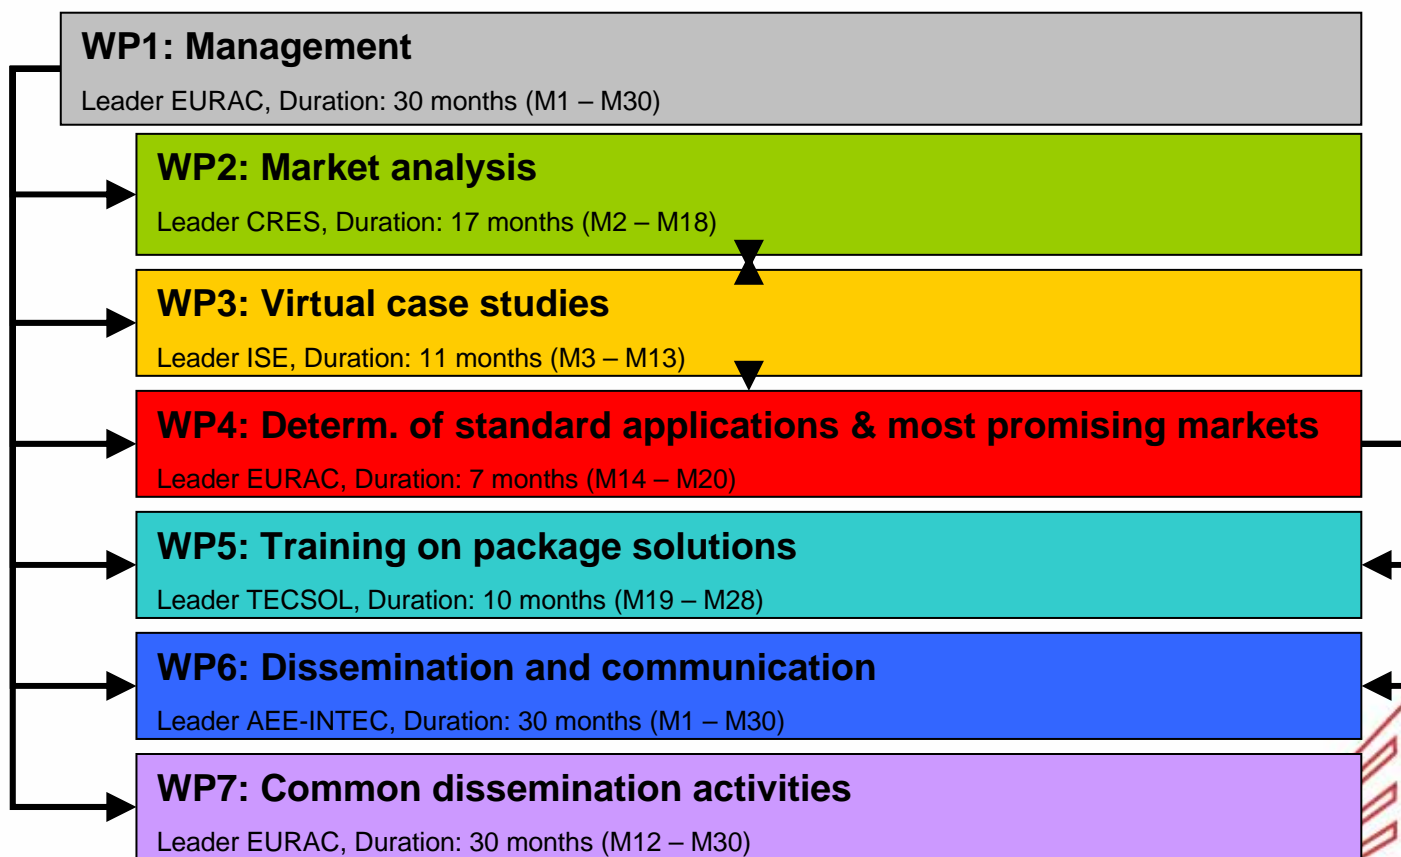 WP1: Management
Leader EURAC, Duration: 30 months (M1 – M30)
WP2: Market analysis
Leader CRES, Duration: 17 months (M2 – M18)
WP3: Virtual case studies
Leader ISE, Duration: 11 months (M3 – M13)
WP4: Determ. of standard applications & most promising markets
Leader EURAC, Duration: 7 months (M14 – M20)
WP5: Training on package solutions
Leader TECSOL, Duration: 10 months (M19 – M28)
WP6: Dissemination and communication
Leader AEE-INTEC, Duration: 30 months (M1 – M30)
WP7: Common dissemination activities
Leader EURAC, Duration: 30 months (M12 – M30)